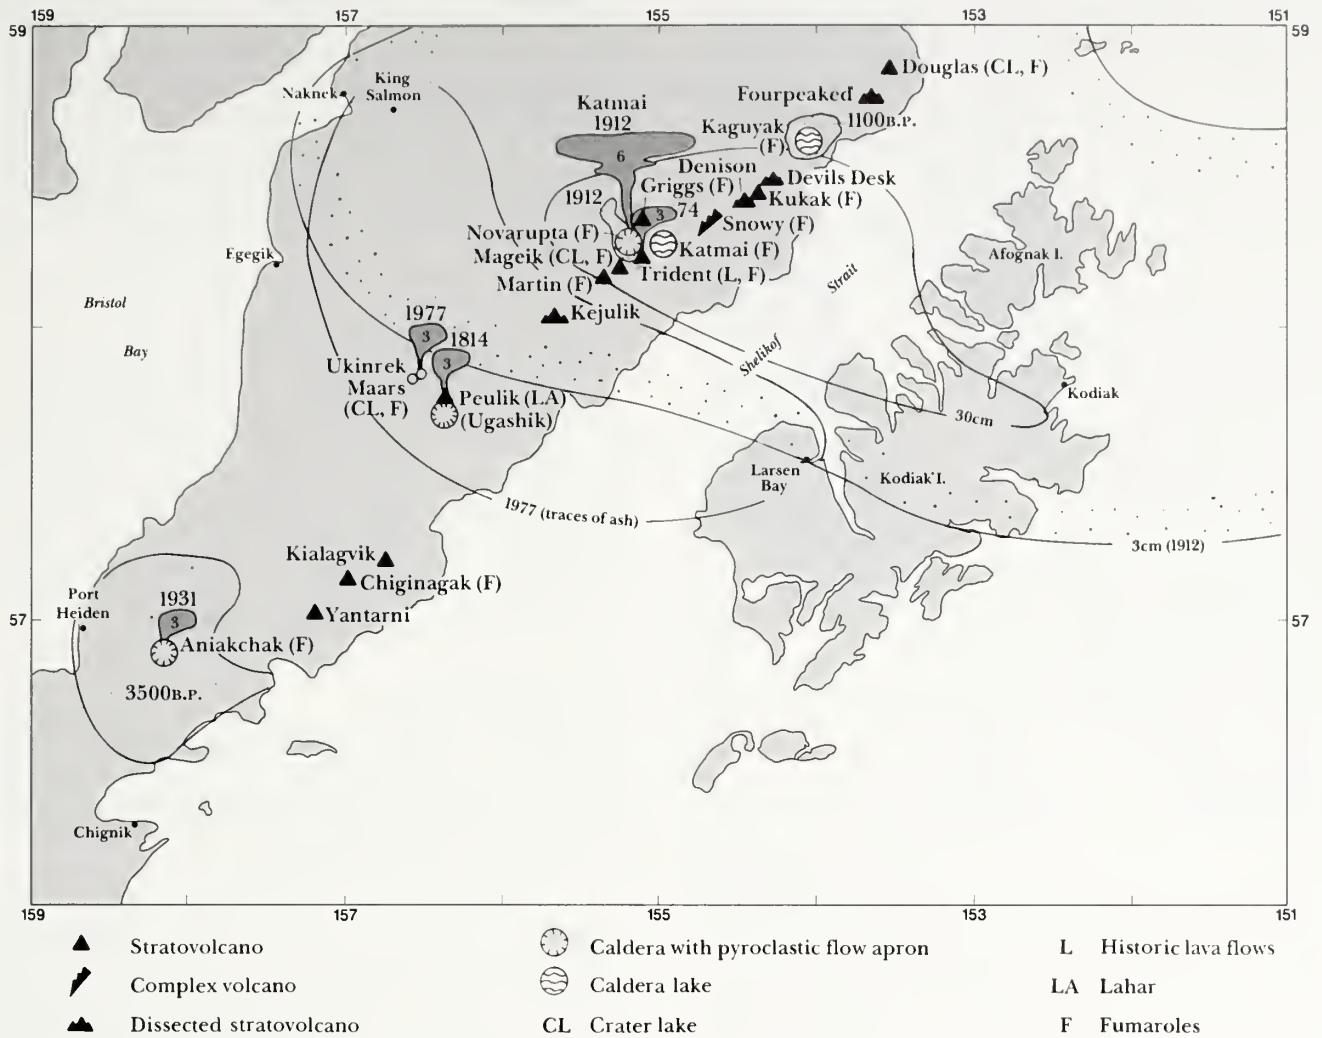 159
157
155
153
151
59
59
Douglas (CL, F)
Naknek
King
Salmon
Fourpeaked
Katmai
1912
1100B.P.
Kaguyak
(F)
6
Denison
Devils Desk
Griggs (F)
Kukak (F)
1912
3
74
Snowy (F)
Novarupta (F)
Katmai (F)
Mageik (CL, F)
Trident (L, F)
Martin (F)
Kejulik
Egegik
Afognak I.
Strait
Shelikof
Bristol
Bay
1977
3
1814
3
Ukinrek
Maars
(CL, F)
Peulik (LA)
(Ugashik)
Kodiak
30cm
Larsen
Bay
Kodiak I.
1977 (traces of ash)
3cm (1912)
Kialagvik
Chiginagak (F)
Yantarni
Port
Heiden
1931
3
57
57
Aniakchak (F)
3500B.P.
Chignik
159
157
155
153
151
Stratovolcano
Caldera with pyroclastic flow apron
L Historic lava flows
Complex volcano
Caldera lake
LA Lahar
Dissected stratovolcano
CL Crater lake
F Fumaroles